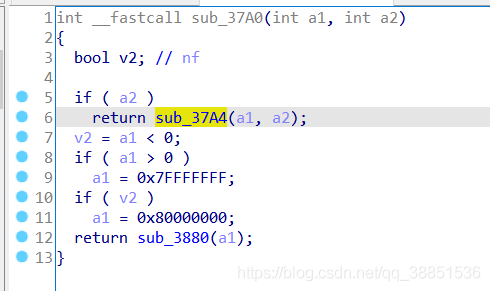 1 int __fastcall sub_37A0(int a1, int a2)
2 {
3 bool v2; // nf
4
5 if ( a2 )
6 return sub_37A4(a1, a2);
7 v2 = a1 < 0;
8 if ( a1 > 0 )
9 a1 = 0x7FFFFFFF;
10 if ( v2 )
11 a1 = 0x80000000;
12 return sub_3880(a1);
13 }
https://blog.csdn.net/qq_38851536